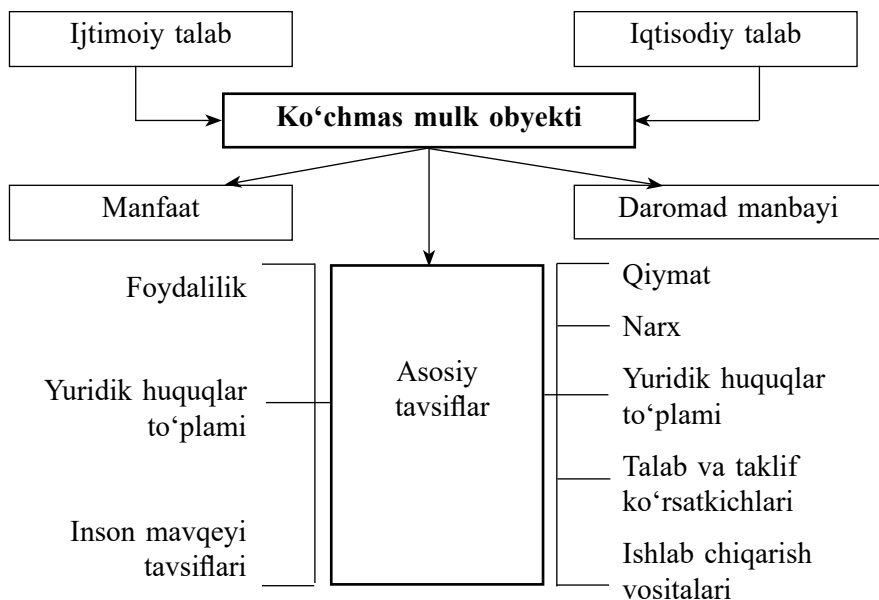 Ijtimoiy talab
Iqtisodiy talab
Ko‘chmas mulk obyekti
Manfaat
Daromad manbayi
Foydalilik
Yuridik huquqlar
to‘plami
Inson mavqeyi
tavsiflari
Asosiy
tavsiflar
Qiymat
Narx
Yuridik huquqlar
to‘plami
Talab va taklif
ko‘rsatkichlari
Ishlab chiqarish
vositalari